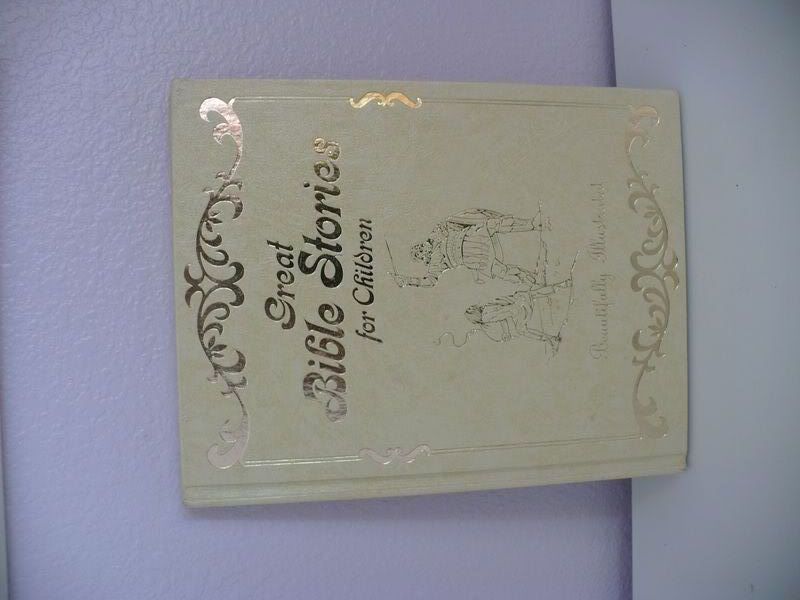 Great
Bible Stories
for Children
Beautifully Illustrated